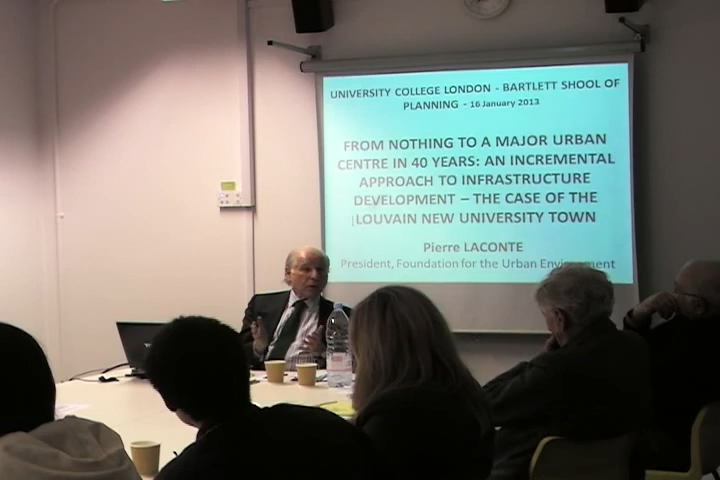 UNIVERSITY COLLEGE LONDON - BARTLETT SHOOL OF
PLANNING - 16 January 2013
FROM NOTHING TO A MAJOR URBAN
CENTRE IN 40 YEARS: AN INCREMENTAL
APPROACH TO INFRASTRUCTURE
DEVELOPMENT – THE CASE OF THE
LOUVAIN NEW UNIVERSITY TOWN
Pierre LACONTE
President, Foundation for the Urban Environment